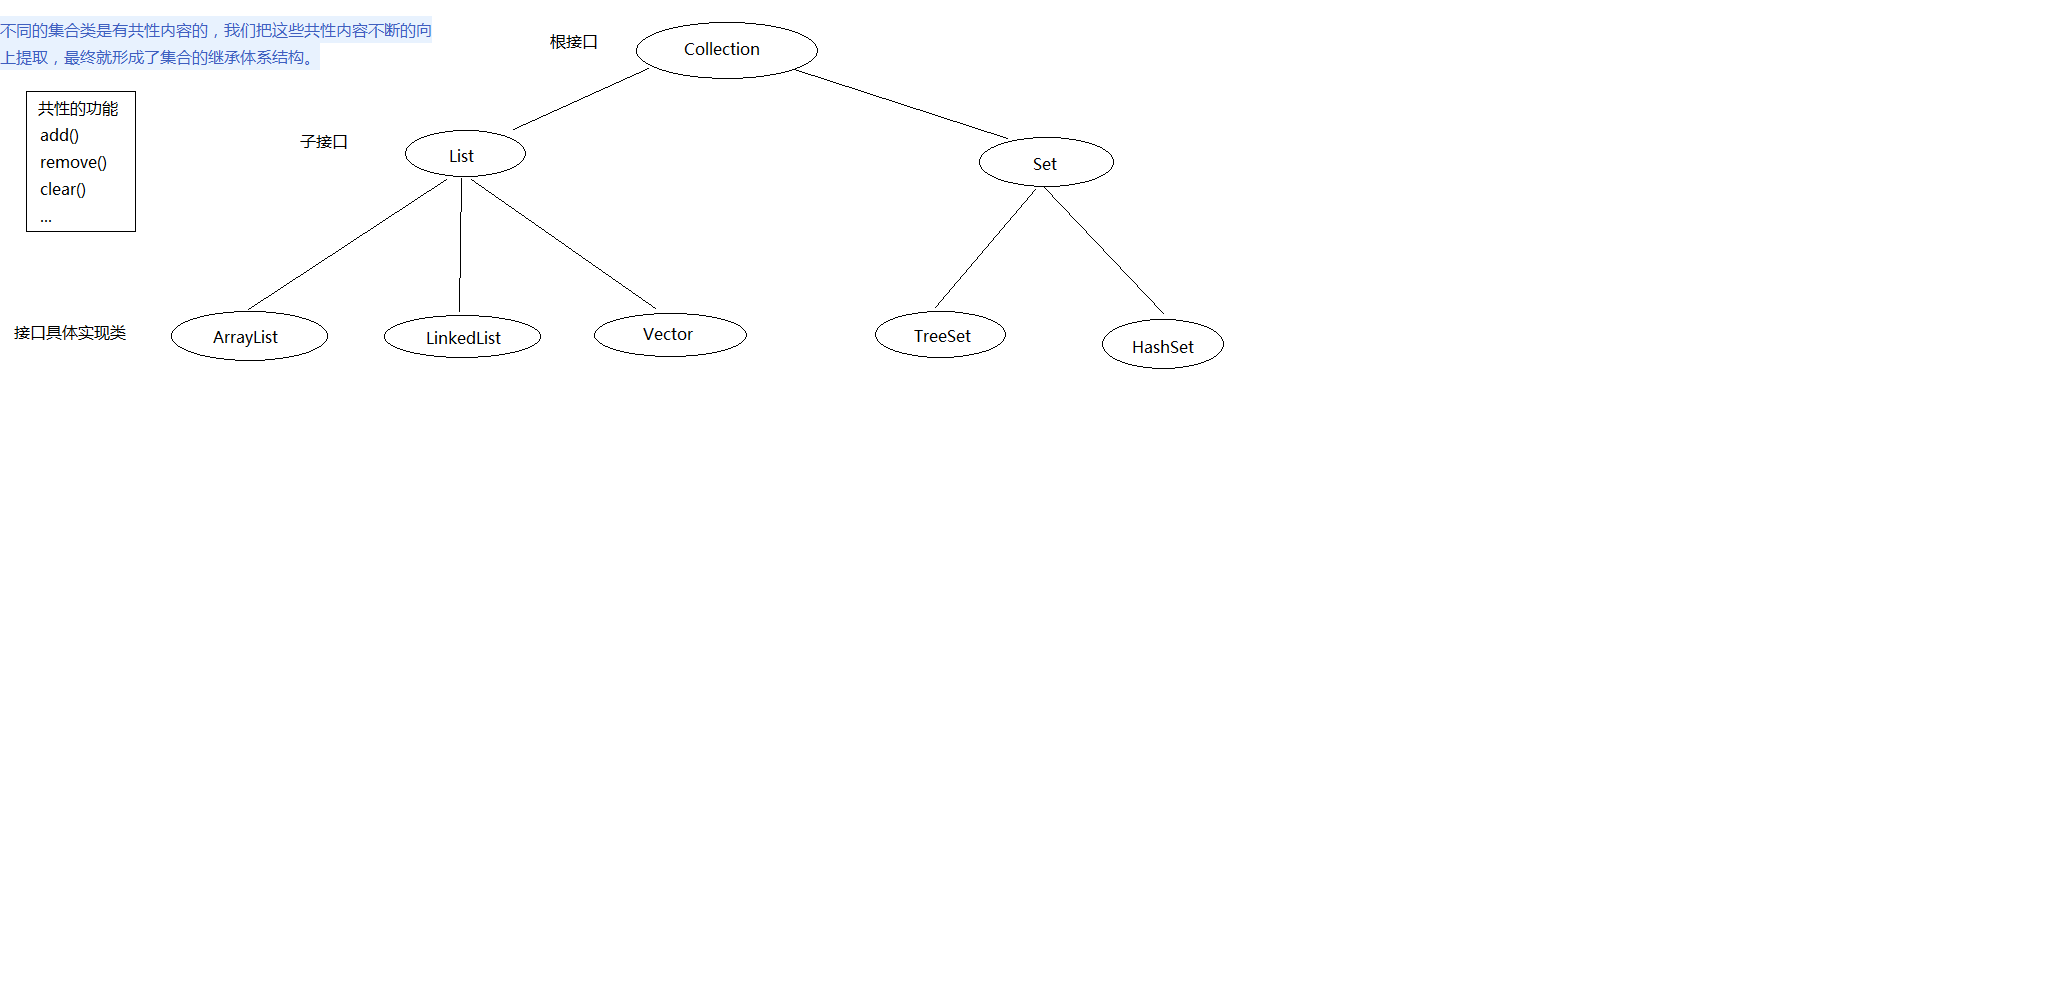 不同的集合类是有共性内容的，我们把这些共性内容不断的向
上提取，最终就形成了集合的继承体系结构。
根接口
Collection
共性的功能
add()
remove()
clear()
...
子接口
List
Set
接口具体实现类
ArrayList
LinkedList
Vector
TreeSet
HashSet